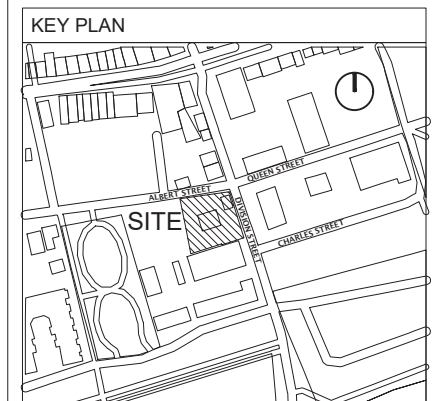 KEY PLAN
QUEEN STREET
ALBERT STREET
SITE
DIVISION STREET
CHARLES STREET